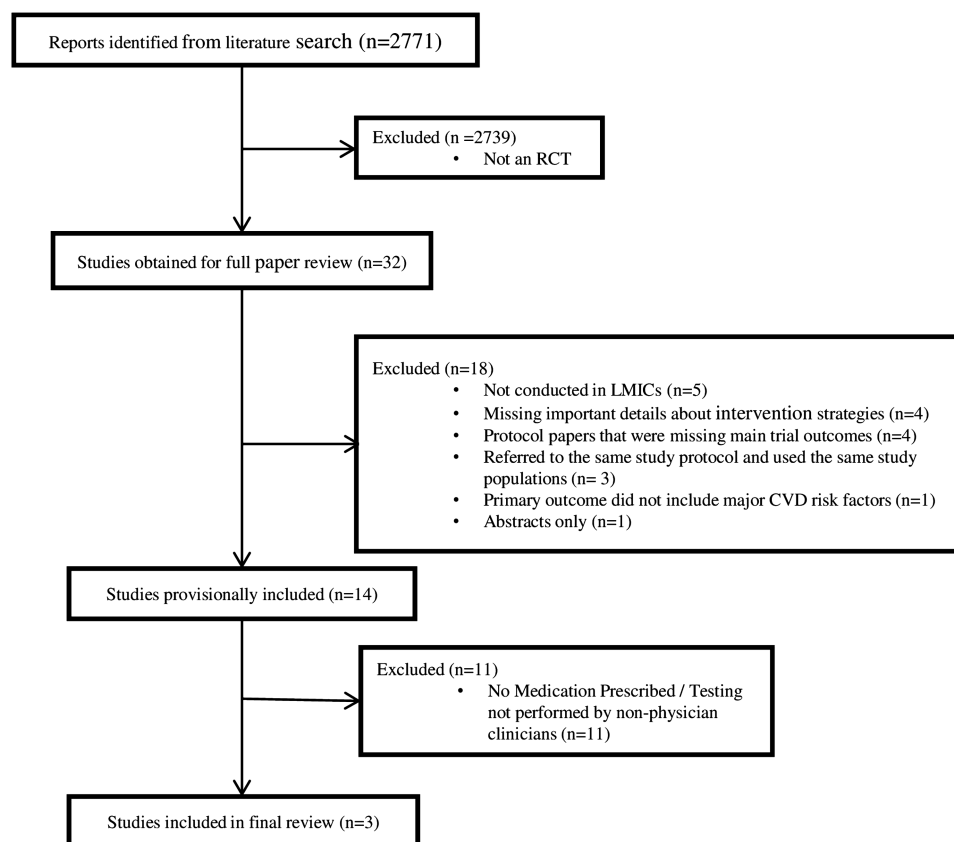 Reports identified from literature search (n=2771)
Excluded (n =2739)
• Not an RCT
Studies obtained for full paper review (n=32)
Excluded (n=18)
• Not conducted in LMICs (n=5)
• Missing important details about intervention strategies (n=4)
• Protocol papers that were missing main trial outcomes (n=4)
• Referred to the same study protocol and used the same study
populations (n= 3)
• Primary outcome did not include major CVD risk factors (n=1)
• Abstracts only (n=1)
Studies provisionally included (n=14)
Excluded (n=11)
• No Medication Prescribed / Testing
not performed by non-physician
clinicians (n=11)
Studies included in final review (n=3)